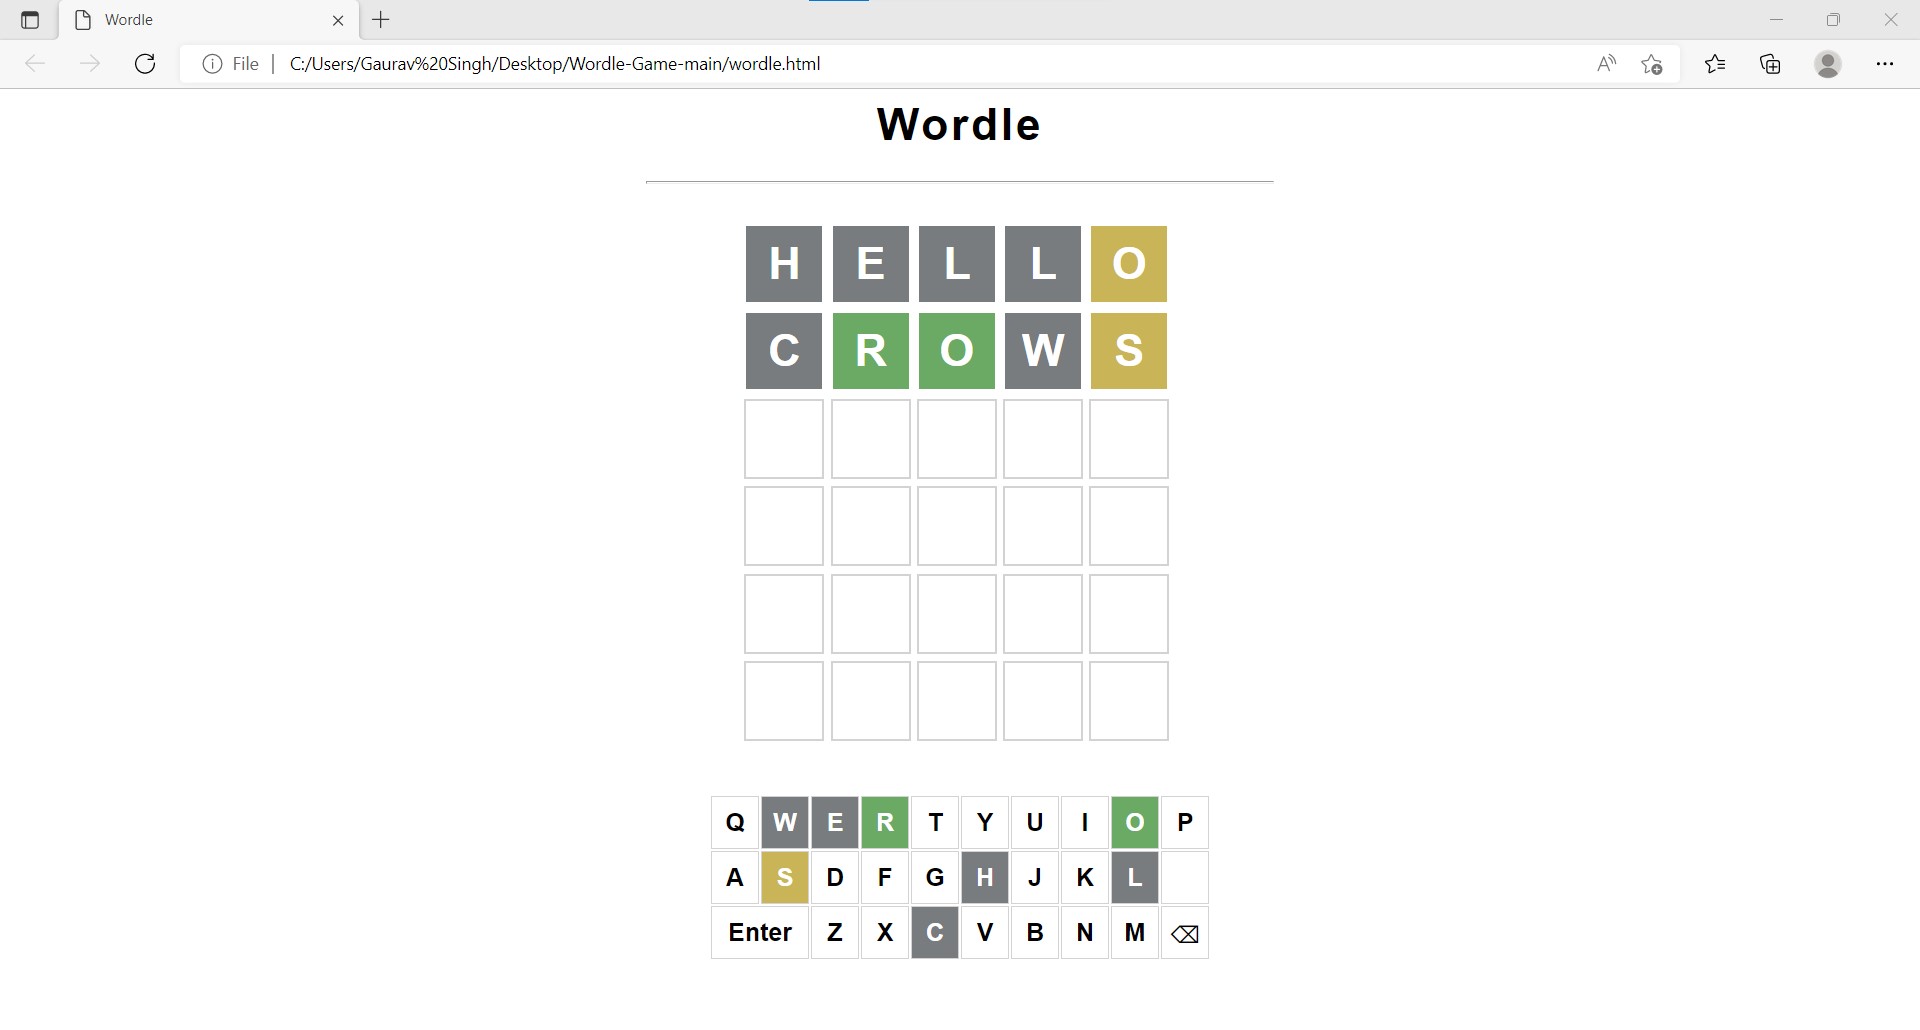 Wordle
File | C:/Users/Gaurav%20Singh/Desktop/Wordle-Game-main/wordle.html
Wordle
H E L L O
C R O W S
Q W E R T Y U I O P
A S D F G H J K L
Enter Z X C V B N M ⌫